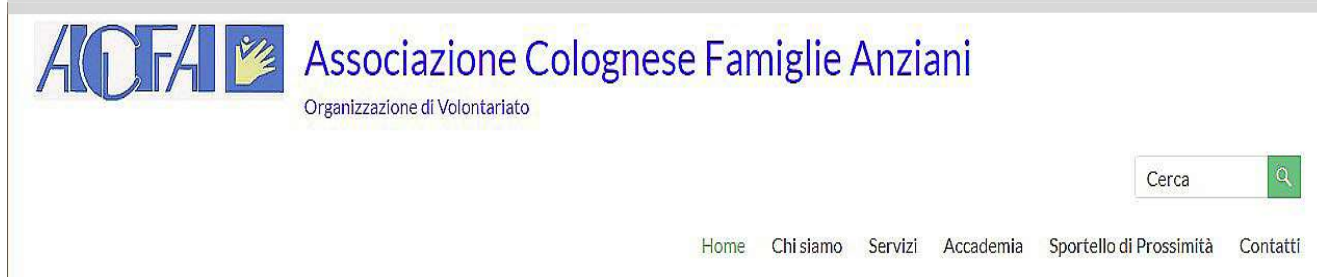 ACFA
Associazione Colognese Famiglie Anziani
Organizzazione di Volontariato
Cerca
Home Chi siamo Servizi Accademia Sportello di Prossimità Contatti